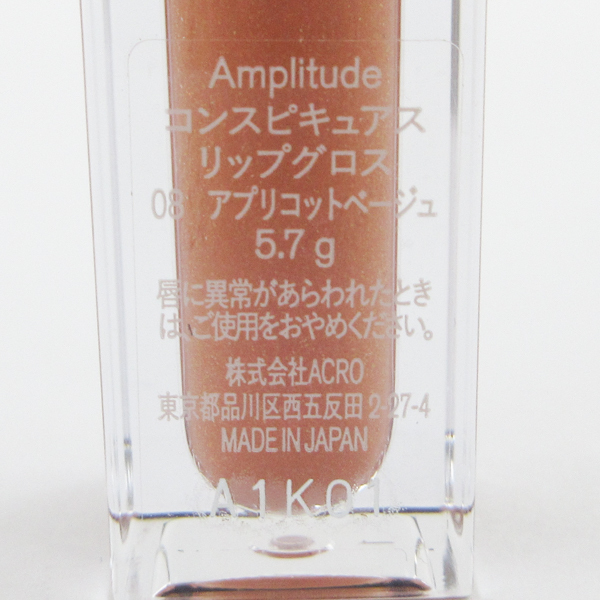 Amplitude
コンスピキュアス
リップグロス
08 アプリコットベージュ
5.7 g
唇に異常があらわれたとき
は、ご使用をおやめください。
株式会社ACRO
東京都品川区西五反田2-27-4
MADE IN JAPAN
A1K01